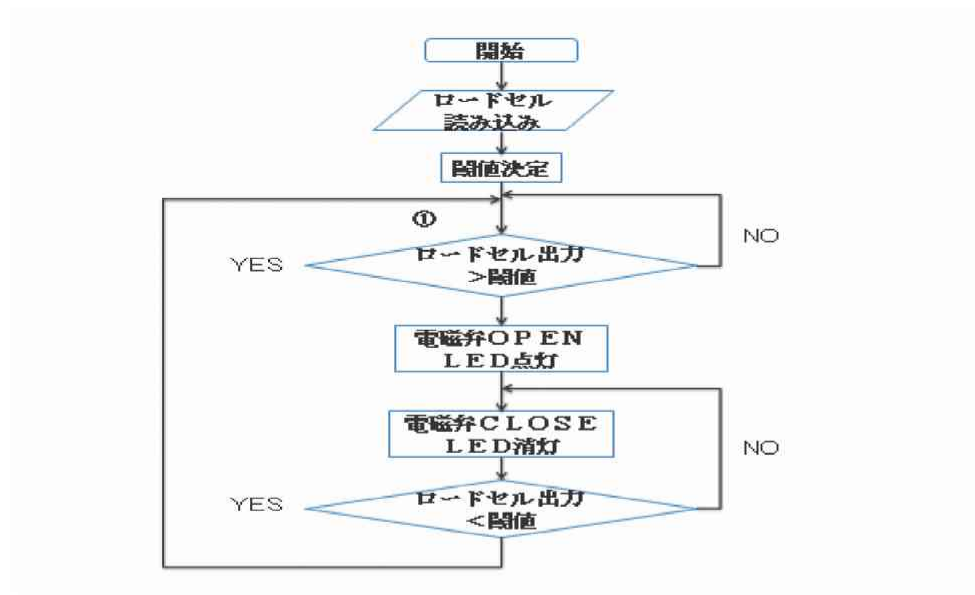 開始
ロードセル
読み込み
閾値決定
①
NO
YES
ロードセル出力
>閾値
電磁弁ＯＰＥＮ
ＬＥＤ点灯
電磁弁ＣＬＯＳＥ
ＬＥＤ消灯
NO
YES
ロードセル出力
<閾値